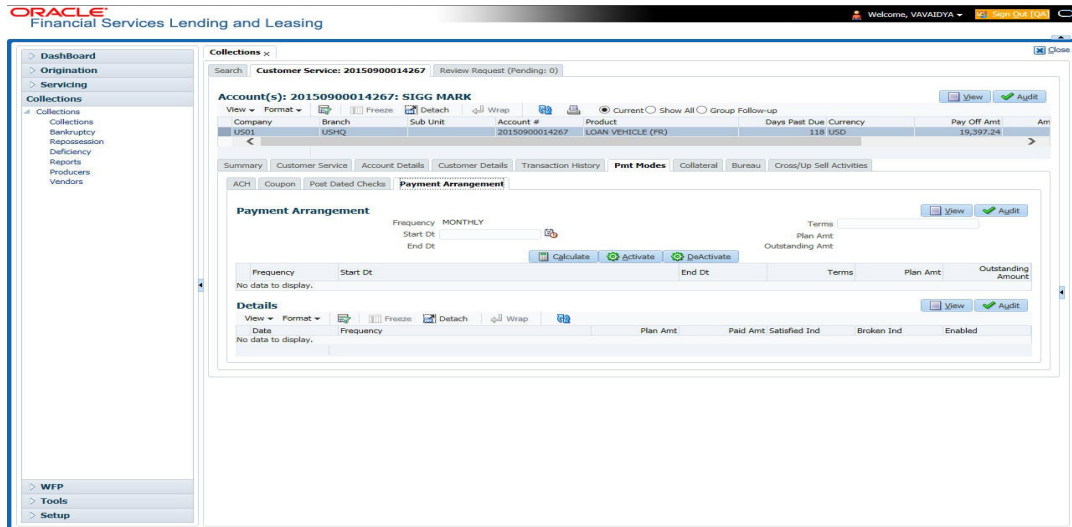 ORACLE
Financial Services Lending and Leasing
Welcome, VAVAIDYA
Sign Out [QA]
DashBoard
Origination
Servicing
Collections
Collections
Collections
Bankruptcy
Repossession
Deficiency
Reports
Producers
Vendors
WFP
Tools
Setup
Collections
Close
Search Customer Service: 20150900014267 Review Request (Pending: 0)
Account(s): 20150900014267: SIGG MARK
View Audit
View Format Freeze Detach Wrap Current Show All Group Follow-up
Company Branch Sub Unit Account # Product Days Past Due Currency Pay Off Amt Am
US01 USHQ 20150900014267 LOAN VEHICLE (FR) 118 USD 19,397.24
Summary Customer Service Account Details Customer Details Transaction History Pmt Modes Collateral Bureau Cross/Up Sell Activities
ACH Coupon Post Dated Checks Payment Arrangement
Payment Arrangement
View Audit
Frequency MONTHLY Terms
Start Dt Plan Amt
End Dt Outstanding Amt
Calculate Activate DeActivate
Frequency Start Dt End Dt Terms Plan Amt Outstanding Amount
No data to display.
Details
View Audit
View Format Freeze Detach Wrap
Date Frequency Plan Amt Paid Amt Satisfied Ind Broken Ind Enabled
No data to display.